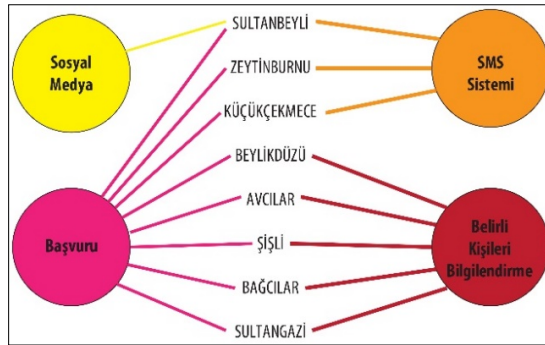 Sosyal
Medya
SULTANBEYLİ
ZEYTİNBURNU
KÜÇÜKÇEKMECE
BEYLİKDÜZÜ
AVCILAR
ŞİŞLİ
BAĞCILAR
SULTANGAZİ
SMS
Sistemi
Başvuru
Belirli
Kişileri
Bilgilendirme